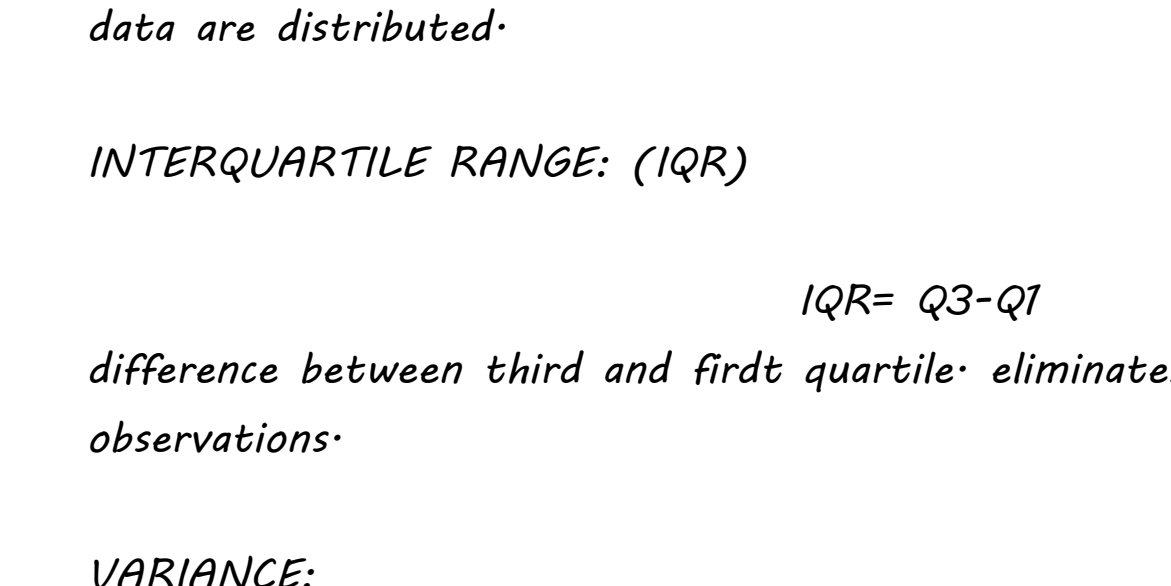 data are distributed.
INTERQUARTILE RANGE: (IQR)
IQR= Q3-Q1
difference between third and firdt quartile. eliminate
observations.
VARIANCE: